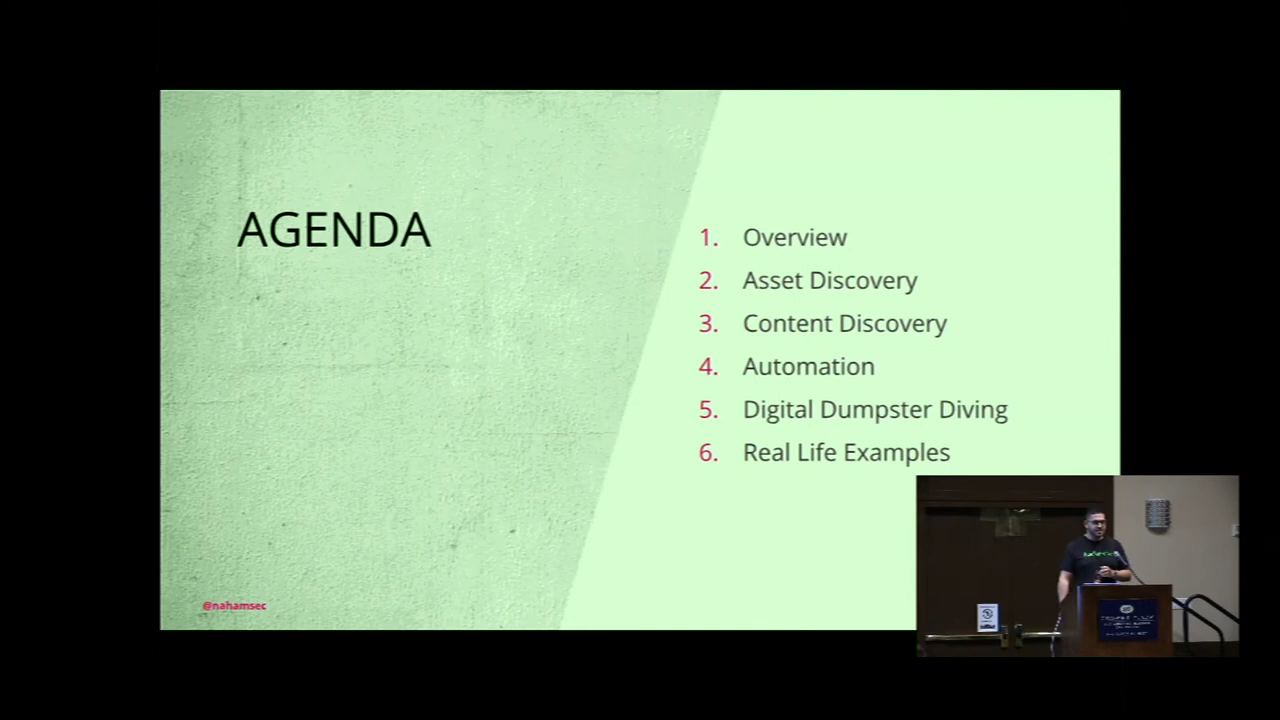 AGENDA
1. Overview
2. Asset Discovery
3. Content Discovery
4. Automation
5. Digital Dumpster Diving
6. Real Life Examples
@nahamsec